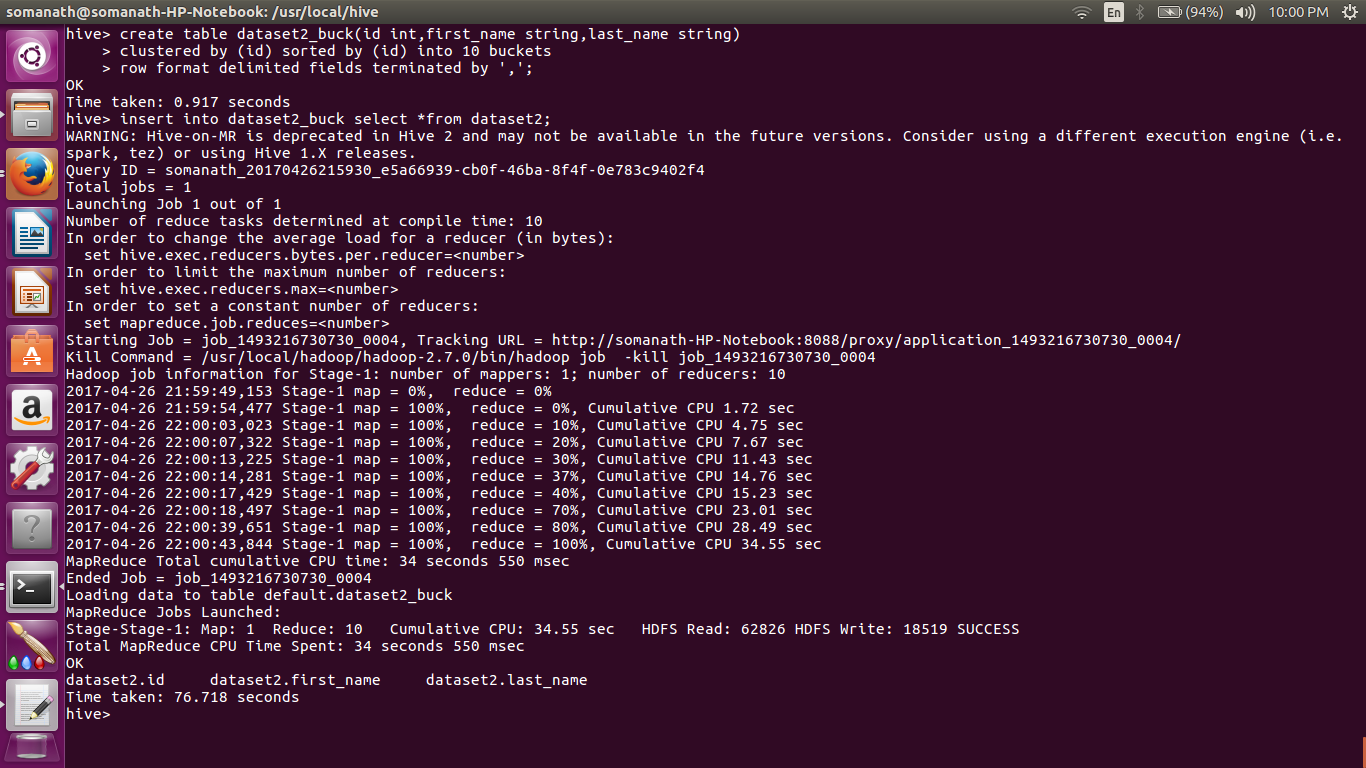 somanath@somanath-HP-Notebook: /usr/local/hive
En
(94%)
10:00 PM
hive> create table dataset2_buck(id int,first_name string,last_name string)
    > clustered by (id) sorted by (id) into 10 buckets
    > row format delimited fields terminated by ',';
OK
Time taken: 0.917 seconds
hive> insert into dataset2_buck select *from dataset2;
WARNING: Hive-on-MR is deprecated in Hive 2 and may not be available in the future versions. Consider using a different execution engine (i.e.
spark, tez) or using Hive 1.X releases.
Query ID = somanath_20170426215930_e5a66939-cb0f-46ba-8f4f-0e783c9402f4
Total jobs = 1
Launching Job 1 out of 1
Number of reduce tasks determined at compile time: 10
In order to change the average load for a reducer (in bytes):
  set hive.exec.reducers.bytes.per.reducer=<number>
In order to limit the maximum number of reducers:
  set hive.exec.reducers.max=<number>
In order to set a constant number of reducers:
  set mapreduce.job.reduces=<number>
Starting Job = job_1493216730730_0004, Tracking URL = http://somanath-HP-Notebook:8088/proxy/application_1493216730730_0004/
Kill Command = /usr/local/hadoop/hadoop-2.7.0/bin/hadoop job  -kill job_1493216730730_0004
Hadoop job information for Stage-1: number of mappers: 1; number of reducers: 10
2017-04-26 21:59:49,153 Stage-1 map = 0%,  reduce = 0%
2017-04-26 21:59:54,477 Stage-1 map = 100%,  reduce = 0%, Cumulative CPU 1.72 sec
2017-04-26 22:00:03,023 Stage-1 map = 100%,  reduce = 10%, Cumulative CPU 4.75 sec
2017-04-26 22:00:07,322 Stage-1 map = 100%,  reduce = 20%, Cumulative CPU 7.67 sec
2017-04-26 22:00:13,225 Stage-1 map = 100%,  reduce = 30%, Cumulative CPU 11.43 sec
2017-04-26 22:00:14,281 Stage-1 map = 100%,  reduce = 37%, Cumulative CPU 14.76 sec
2017-04-26 22:00:17,429 Stage-1 map = 100%,  reduce = 40%, Cumulative CPU 15.23 sec
2017-04-26 22:00:18,497 Stage-1 map = 100%,  reduce = 70%, Cumulative CPU 23.01 sec
2017-04-26 22:00:39,651 Stage-1 map = 100%,  reduce = 80%, Cumulative CPU 28.49 sec
2017-04-26 22:00:43,844 Stage-1 map = 100%,  reduce = 100%, Cumulative CPU 34.55 sec
MapReduce Total cumulative CPU time: 34 seconds 550 msec
Ended Job = job_1493216730730_0004
Loading data to table default.dataset2_buck
MapReduce Jobs Launched:
Stage-Stage-1: Map: 1  Reduce: 10   Cumulative CPU: 34.55 sec   HDFS Read: 62826 HDFS Write: 18519 SUCCESS
Total MapReduce CPU Time Spent: 34 seconds 550 msec
OK
dataset2.id     dataset2.first_name     dataset2.last_name
Time taken: 76.718 seconds
hive>